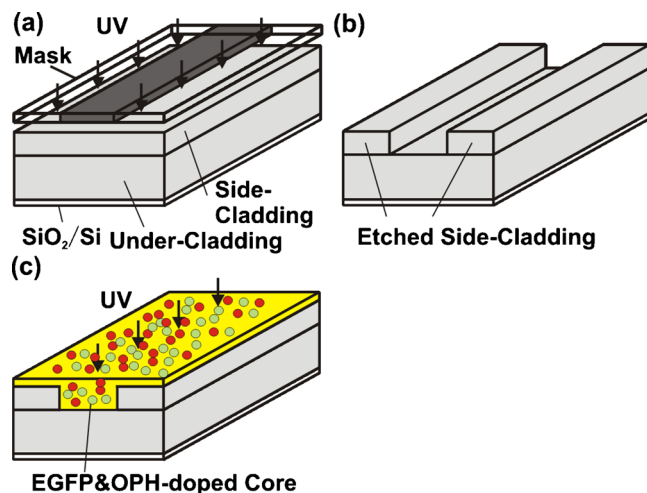 (a)
UV
Mask
Side-
Cladding
SiO₂/Si
Under-Cladding
(b)
Etched Side-Cladding
(c)
UV
EGFP&OPH-doped Core